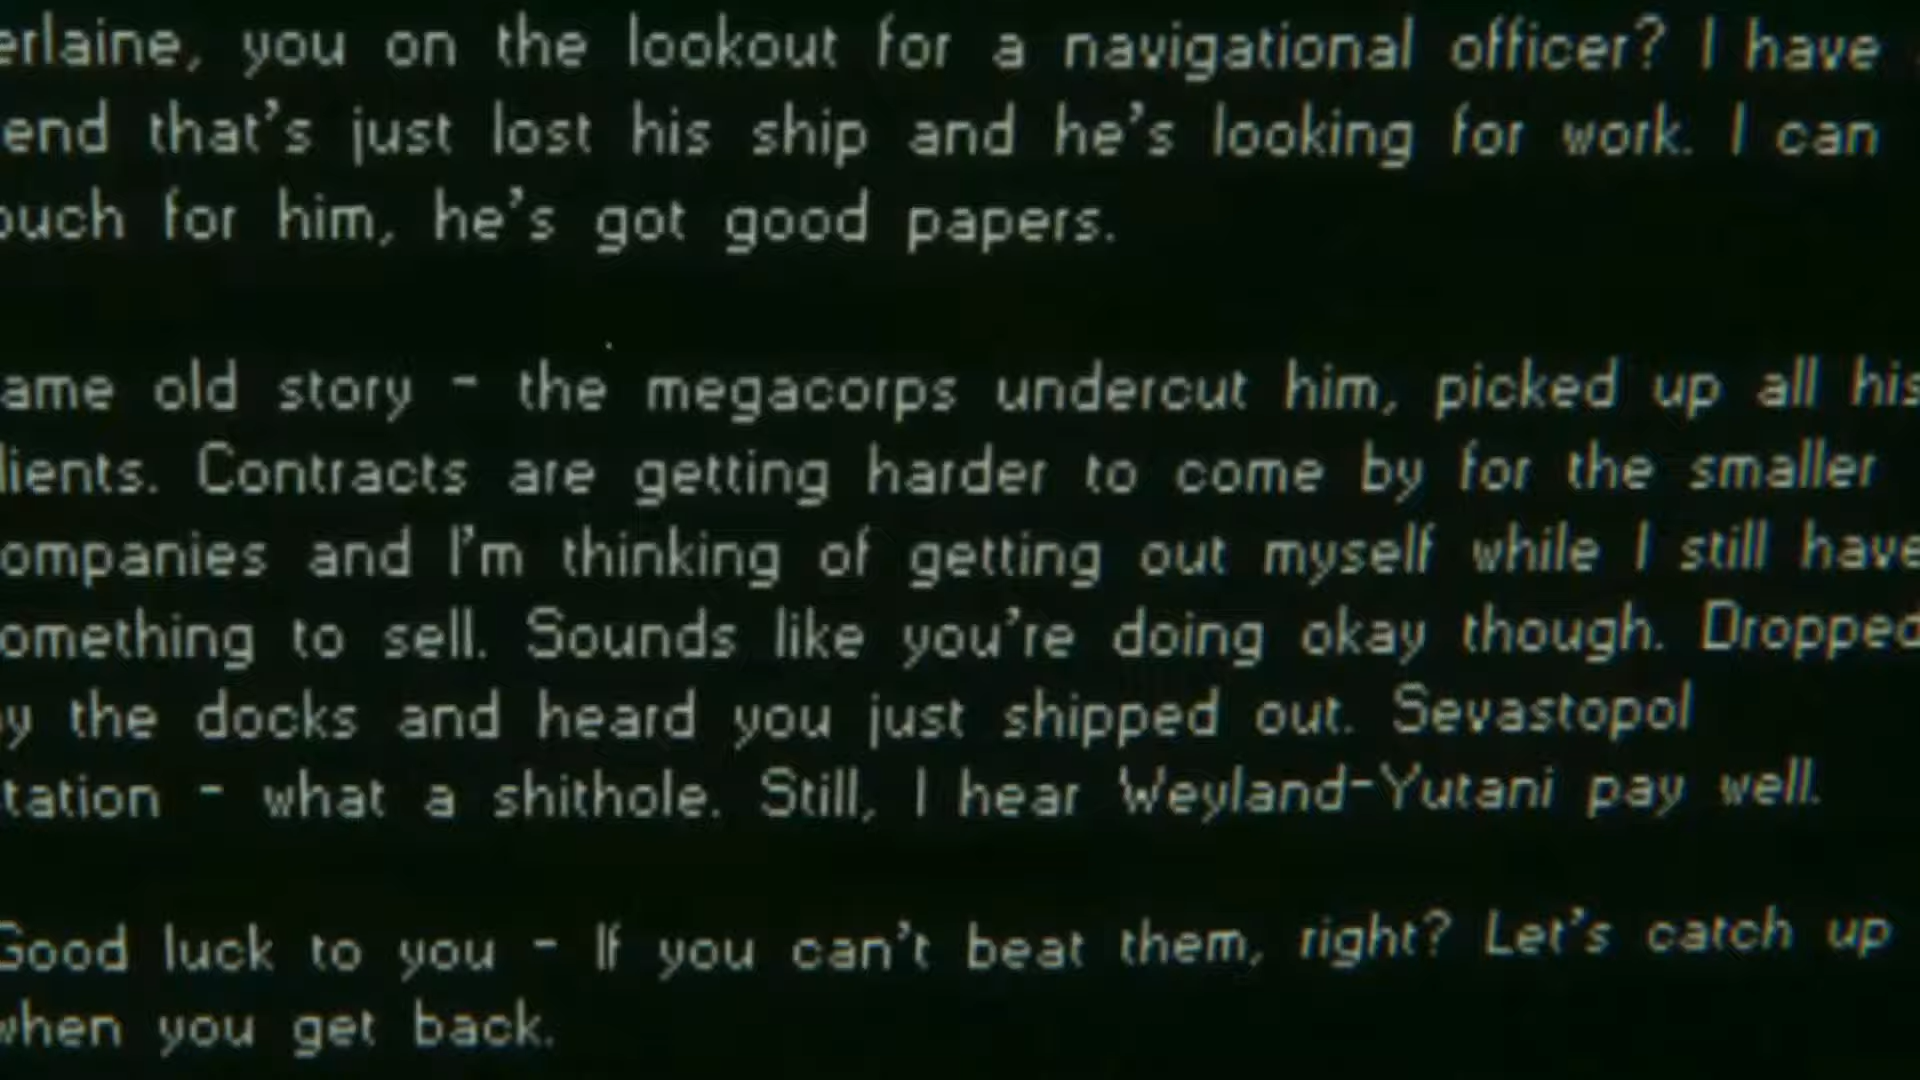 erlaine, you on the lookout for a navigational officer? I have
end that's just lost his ship and he's looking for work. I can
ouch for him, he's got good papers.
ame old story - the megacorps undercut him, picked up all his
lients. Contracts are getting harder to come by for the smaller
ompanies and I'm thinking of getting out myself while I still have
omething to sell. Sounds like you're doing okay though. Dropped
by the docks and heard you just shipped out. Sevastopol
tation - what a shithole. Still, I hear Weyland-Yutani pay well.
Good luck to you - If you can't beat them, right? Let's catch up
when you get back.